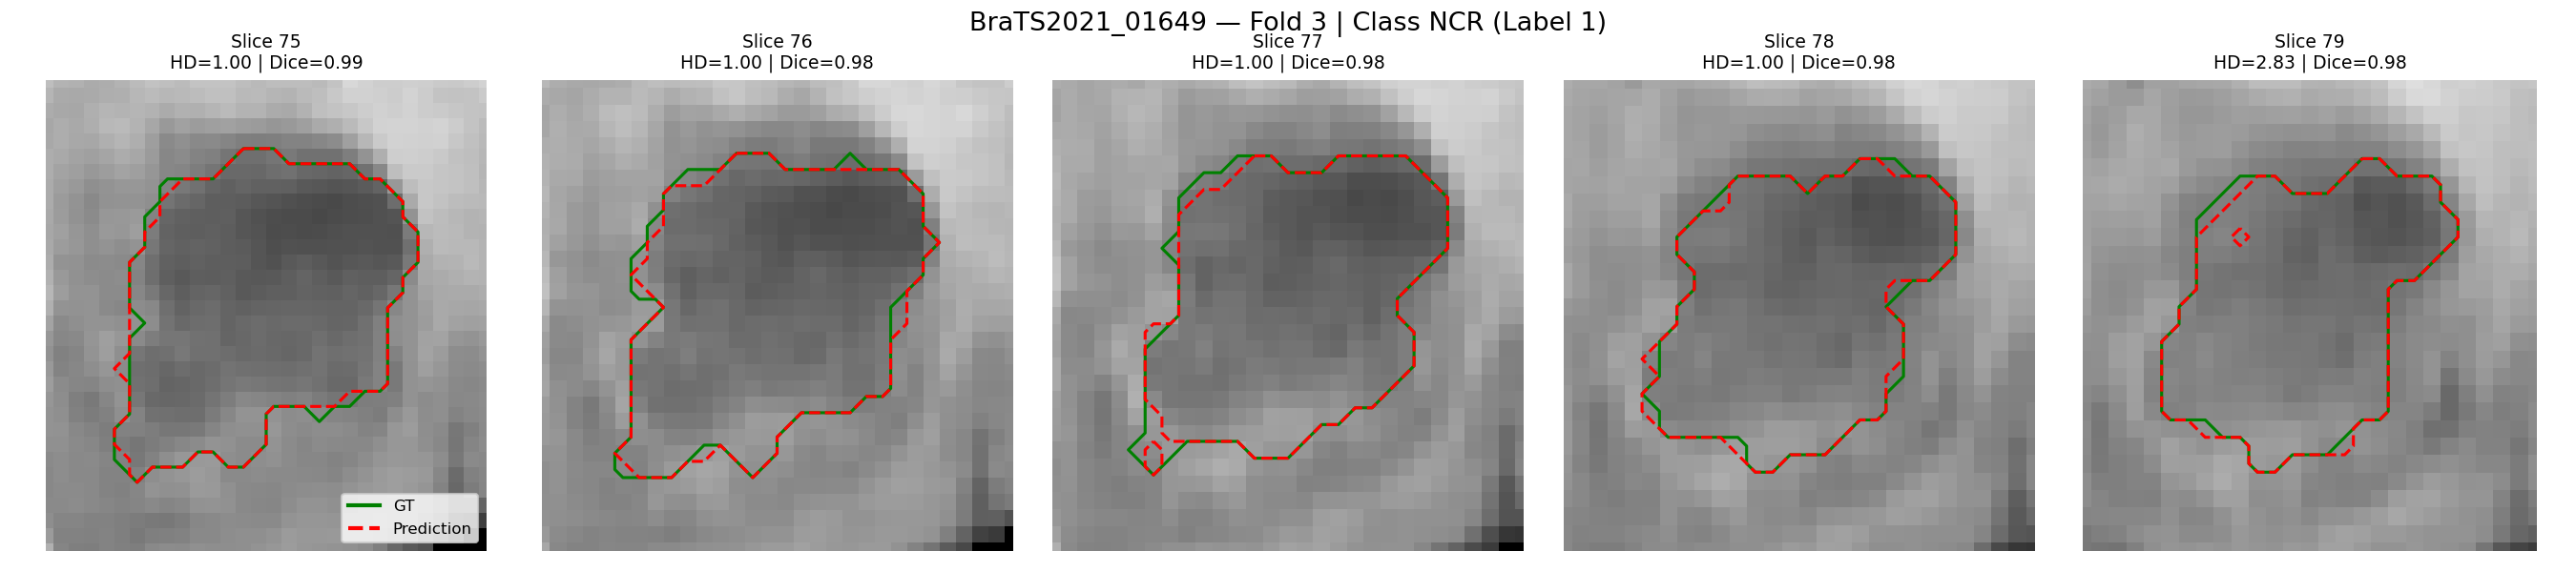 BraTS2021_01649 — Fold 3 | Class NCR (Label 1)
Slice 75
HD=1.00 | Dice=0.99
Slice 76
HD=1.00 | Dice=0.98
Slice 77
HD=1.00 | Dice=0.98
Slice 78
HD=1.00 | Dice=0.98
Slice 79
HD=2.83 | Dice=0.98
GT
Prediction